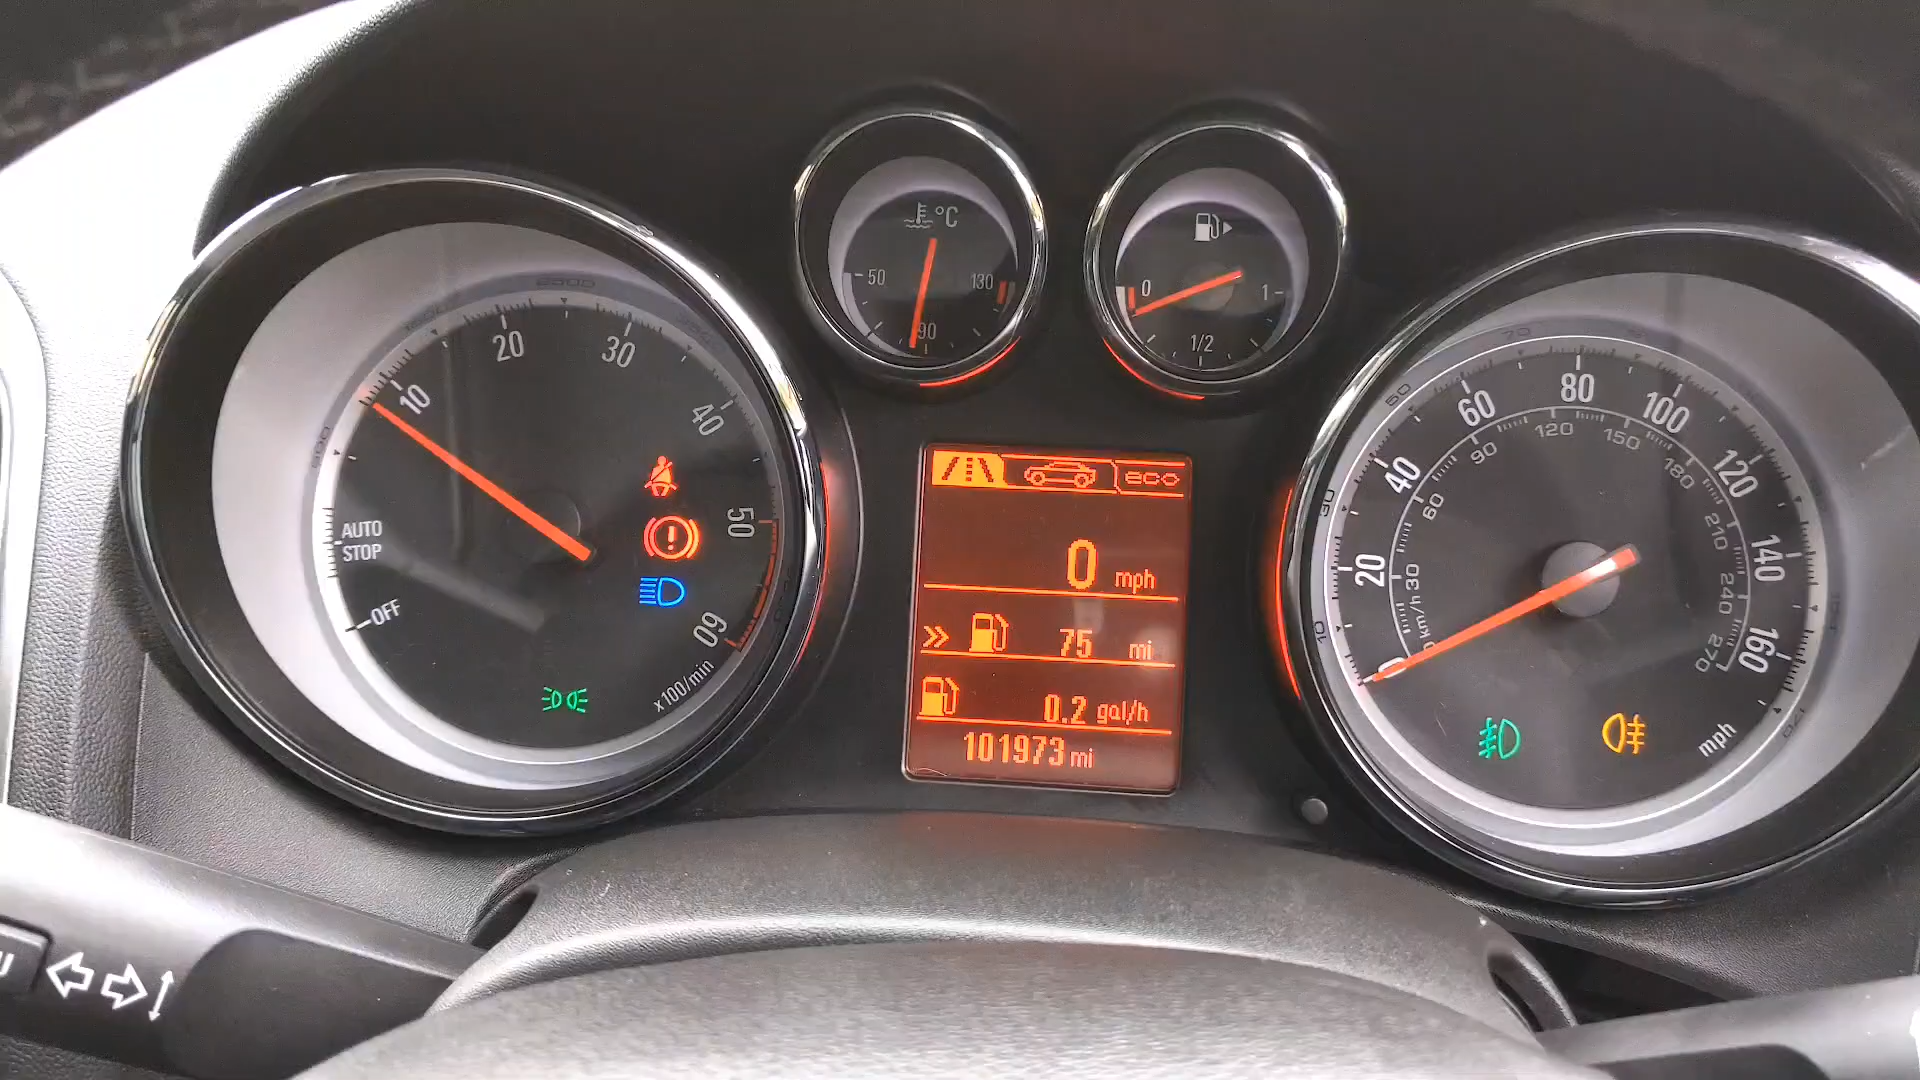 10
20
30
40
50
60
AUTO
STOP
OFF
x100/min
°C
50
90
130
0
1/2
1
eco
0 mph
75 mi
0.2 gal/h
101973 mi
0
20
40
60
80
100
120
140
160
mph
km/h
30
60
90
120
150
180
210
240
270